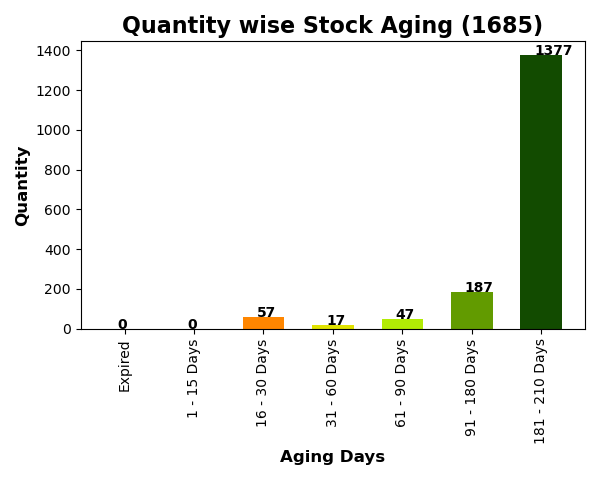 Quantity wise Stock Aging (1685)
1400
1200
1000
800
600
400
200
0
Quantity
0
0
57
17
47
187
1377
Expired
1 - 15 Days
16 - 30 Days
31 - 60 Days
61 - 90 Days
91 - 180 Days
181 - 210 Days
Aging Days